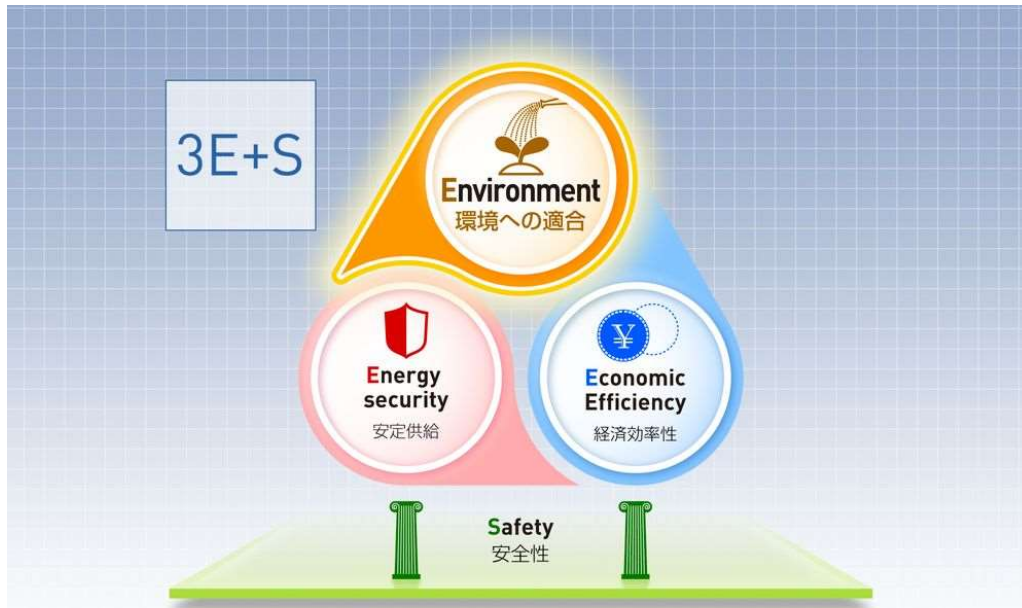 3E+S
Environment
環境への適合
Energy
security
安定供給
¥
Economic
Efficiency
経済効率性
Safety
安全性